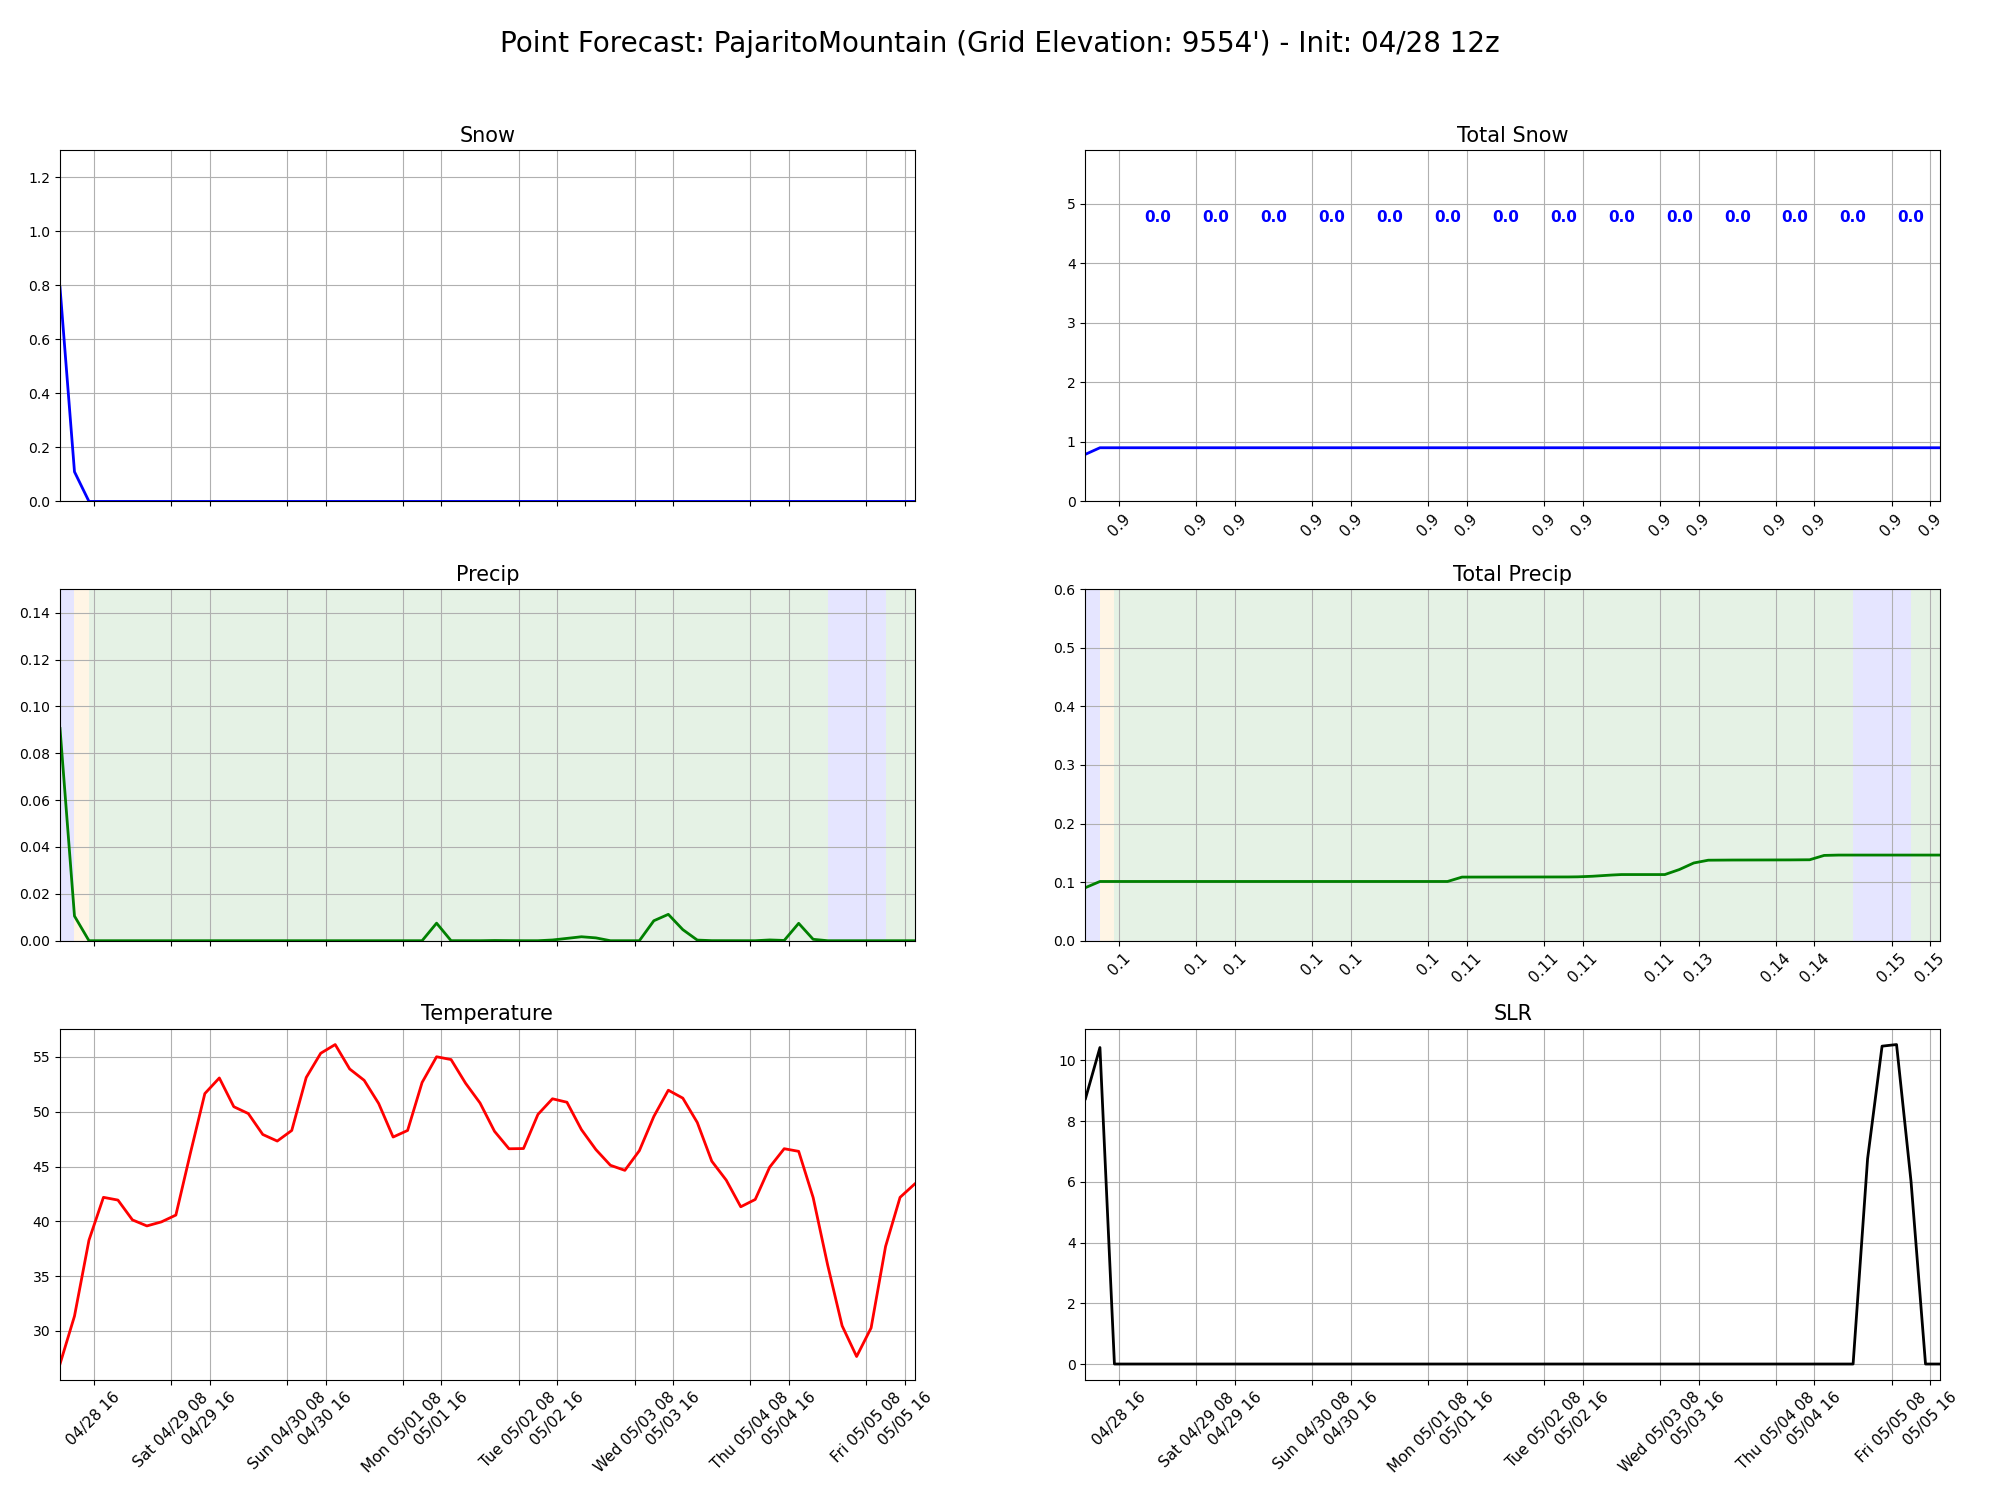 Point Forecast: PajaritoMountain (Grid Elevation: 9554') - Init: 04/28 12z
Snow
1.2
1.0
0.8
0.6
0.4
0.2
0.0
Total Snow
5
4
3
2
1
0
0.0 0.0 0.0 0.0 0.0 0.0 0.0 0.0 0.0 0.0 0.0 0.0 0.0 0.0
0.9 0.9 0.9 0.9 0.9 0.9 0.9 0.9 0.9 0.9 0.9 0.9 0.9 0.9 0.9
Precip
0.14
0.12
0.10
0.08
0.06
0.04
0.02
0.00
Total Precip
0.6
0.5
0.4
0.3
0.2
0.1
0.0
0.1 0.1 0.1 0.1 0.1 0.1 0.11 0.11 0.11 0.11 0.13 0.14 0.14 0.15 0.15
Temperature
55
50
45
40
35
30
04/28 16
Sat 04/29 08
04/29 16
Sun 04/30 08
04/30 16
Mon 05/01 08
05/01 16
Tue 05/02 08
05/02 16
Wed 05/03 08
05/03 16
Thu 05/04 08
05/04 16
Fri 05/05 08
05/05 16
SLR
10
8
6
4
2
0
04/28 16
Sat 04/29 08
04/29 16
Sun 04/30 08
04/30 16
Mon 05/01 08
05/01 16
Tue 05/02 08
05/02 16
Wed 05/03 08
05/03 16
Thu 05/04 08
05/04 16
Fri 05/05 08
05/05 16